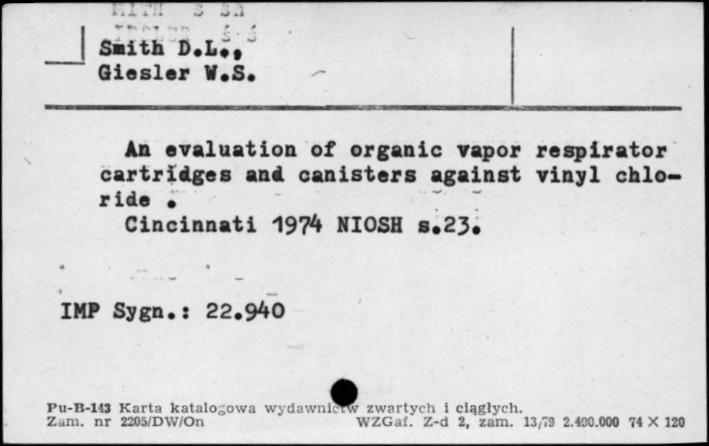 Smith D.L.,
Giesler W.S.
An evaluation of organic vapor respirator
cartridges and canisters against vinyl chlo-
ride .
Cincinnati 1974 NIOSH s.23.
IMP Sygn.: 22.940
Pu-B-143 Karta katalogowa wydawnictw zwartych i ciągłych.
Zam. nr 2205/DW/On WZGaf. Z-d 2, zam. 13/79 2.400.000 74 X 120